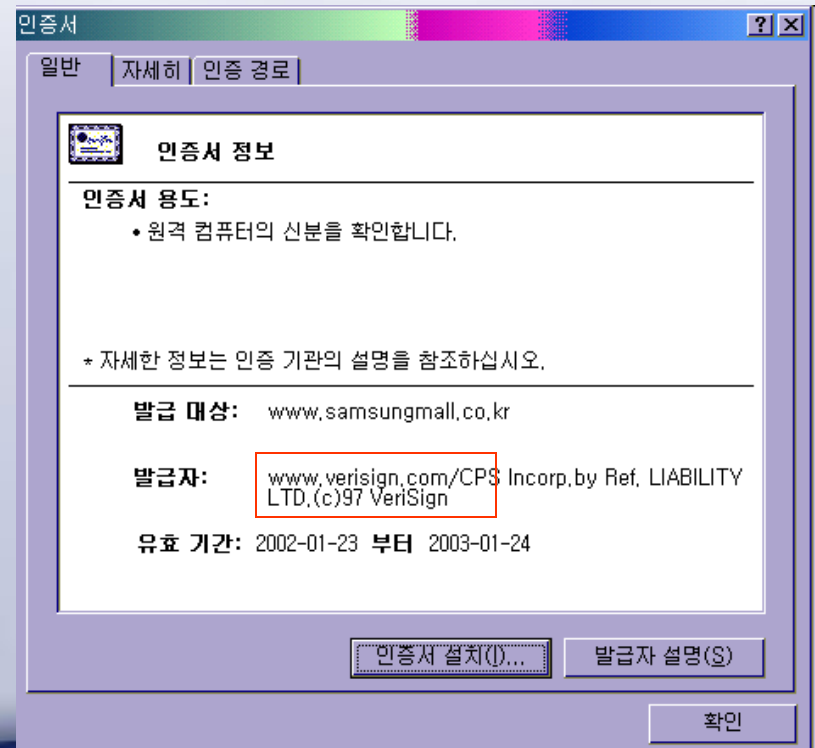 인증서
일반 자세히 인증 경로
인증서 정보
인증서 용도:
• 원격 컴퓨터의 신분을 확인합니다.
* 자세한 정보는 인증 기관의 설명을 참조하십시오.
발급 대상: www.samsungmall.co.kr
발급자: www.verisign.com/CPS Incorp.by Ref. LIABILITY
LTD.(c)97 VeriSign
유효 기간: 2002-01-23 부터 2003-01-24
인증서 설치(I)... 발급자 설명(S)
확인